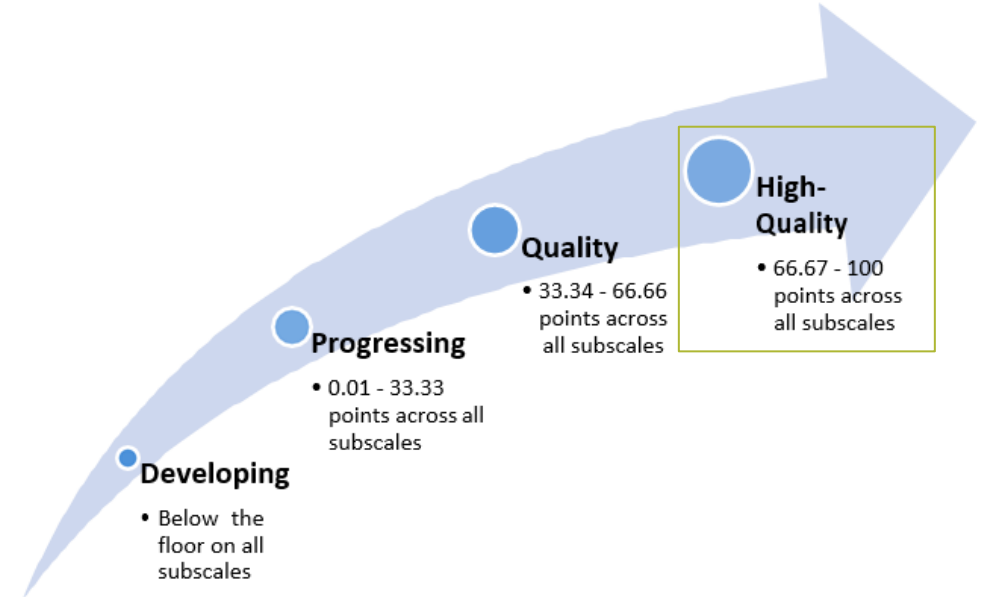 High-
Quality
• 66.67 - 100
points across
all subscales
Quality
• 33.34 - 66.66
points across
all subscales
Progressing
• 0.01 - 33.33
points across all
subscales
Developing
• Below the
floor on all
subscales